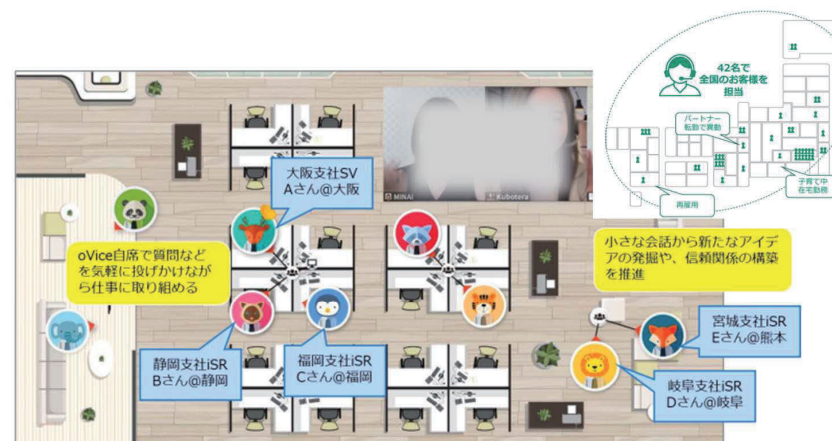 42名で
全国のお客様を
担当
パートナー
転勤で異動
再雇用
子育て中
在宅勤務
MINAI
Kubotera
大阪支社SV
Aさん@大阪
oVice自席で質問など
を気軽に投げかけなが
ら仕事に取り組める
小さな会話から新たなアイデ
アの発掘や、信頼関係の構築
を推進
静岡支社iSR
Bさん@静岡
福岡支社iSR
Cさん@福岡
宮城支社iSR
Eさん@熊本
岐阜支社iSR
Dさん@岐阜